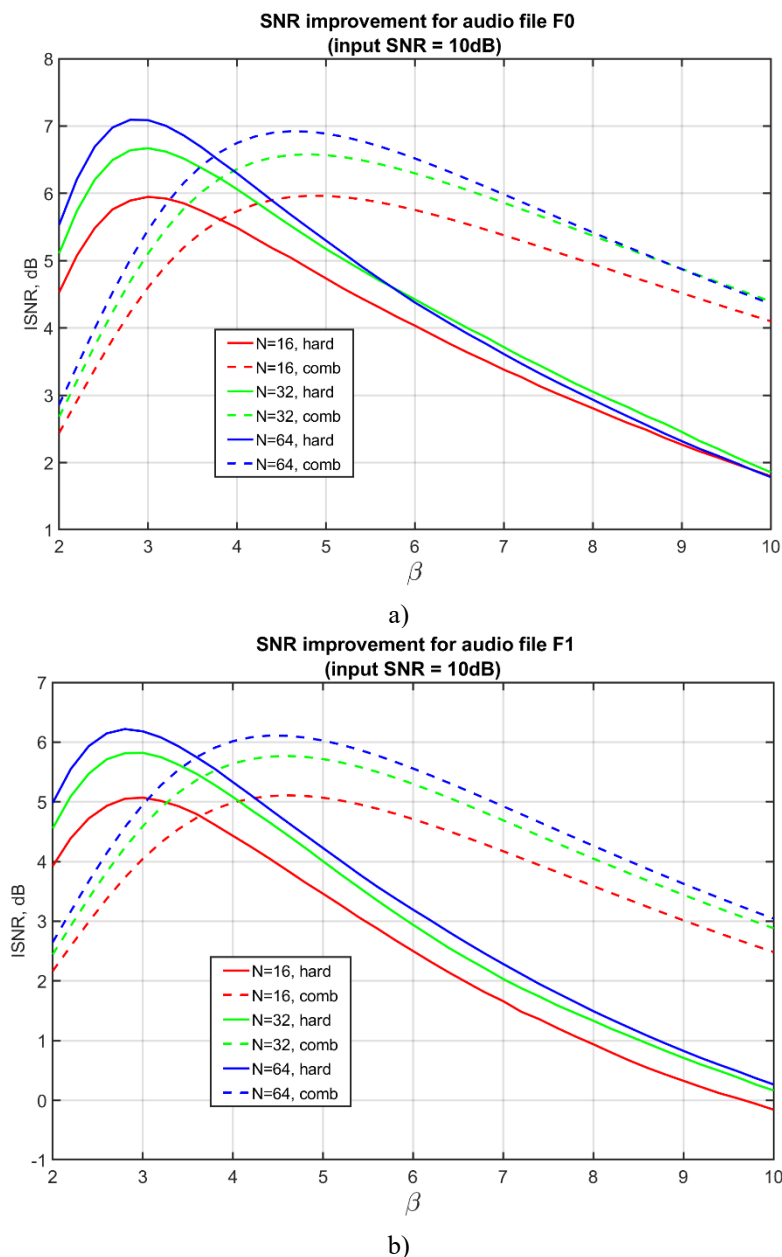 SNR improvement for audio file F0
(input SNR = 10dB)
8
7
6
5
4
3
2
1
ISNR, dB
N=16, hard
N=16, comb
N=32, hard
N=32, comb
N=64, hard
N=64, comb
2 3 4 5 6 7 8 9 10
β
a)
SNR improvement for audio file F1
(input SNR = 10dB)
7
6
5
4
3
2
1
0
-1
ISNR, dB
N=16, hard
N=16, comb
N=32, hard
N=32, comb
N=64, hard
N=64, comb
2 3 4 5 6 7 8 9 10
β
b)